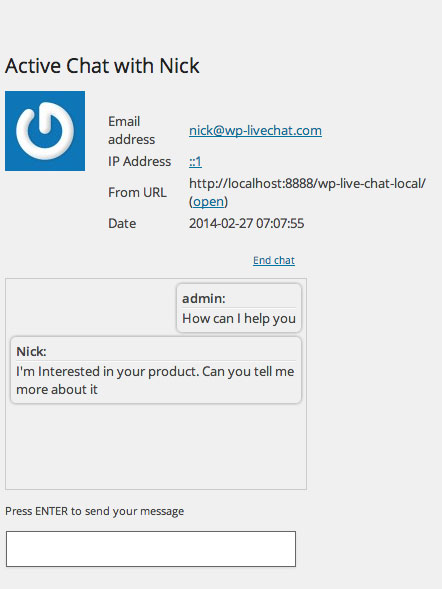 Active Chat with Nick
Email
address
nick@wp-livechat.com
IP Address
::1
From URL
http://localhost:8888/wp-live-chat-local/
(open)
Date
2014-02-27 07:07:55
End chat
admin:
How can I help you
Nick:
I'm Interested in your product. Can you tell me
more about it
Press ENTER to send your message